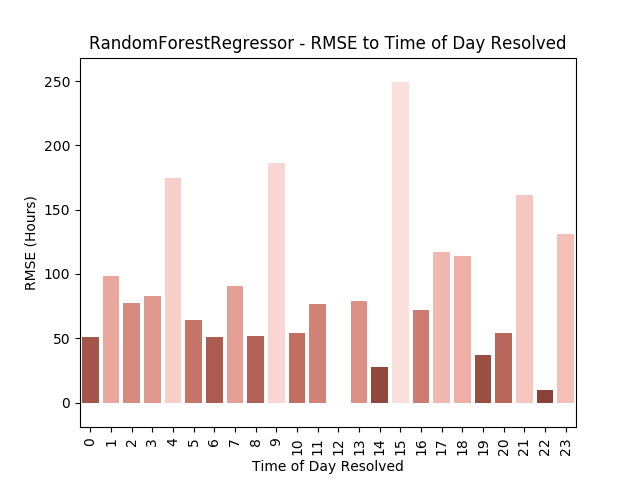 RandomForestRegressor - RMSE to Time of Day Resolved
250
200
150
100
50
0
RMSE (Hours)
0 1 2 3 4 5 6 7 8 9 10 11 12 13 14 15 16 17 18 19 20 21 22 23
Time of Day Resolved